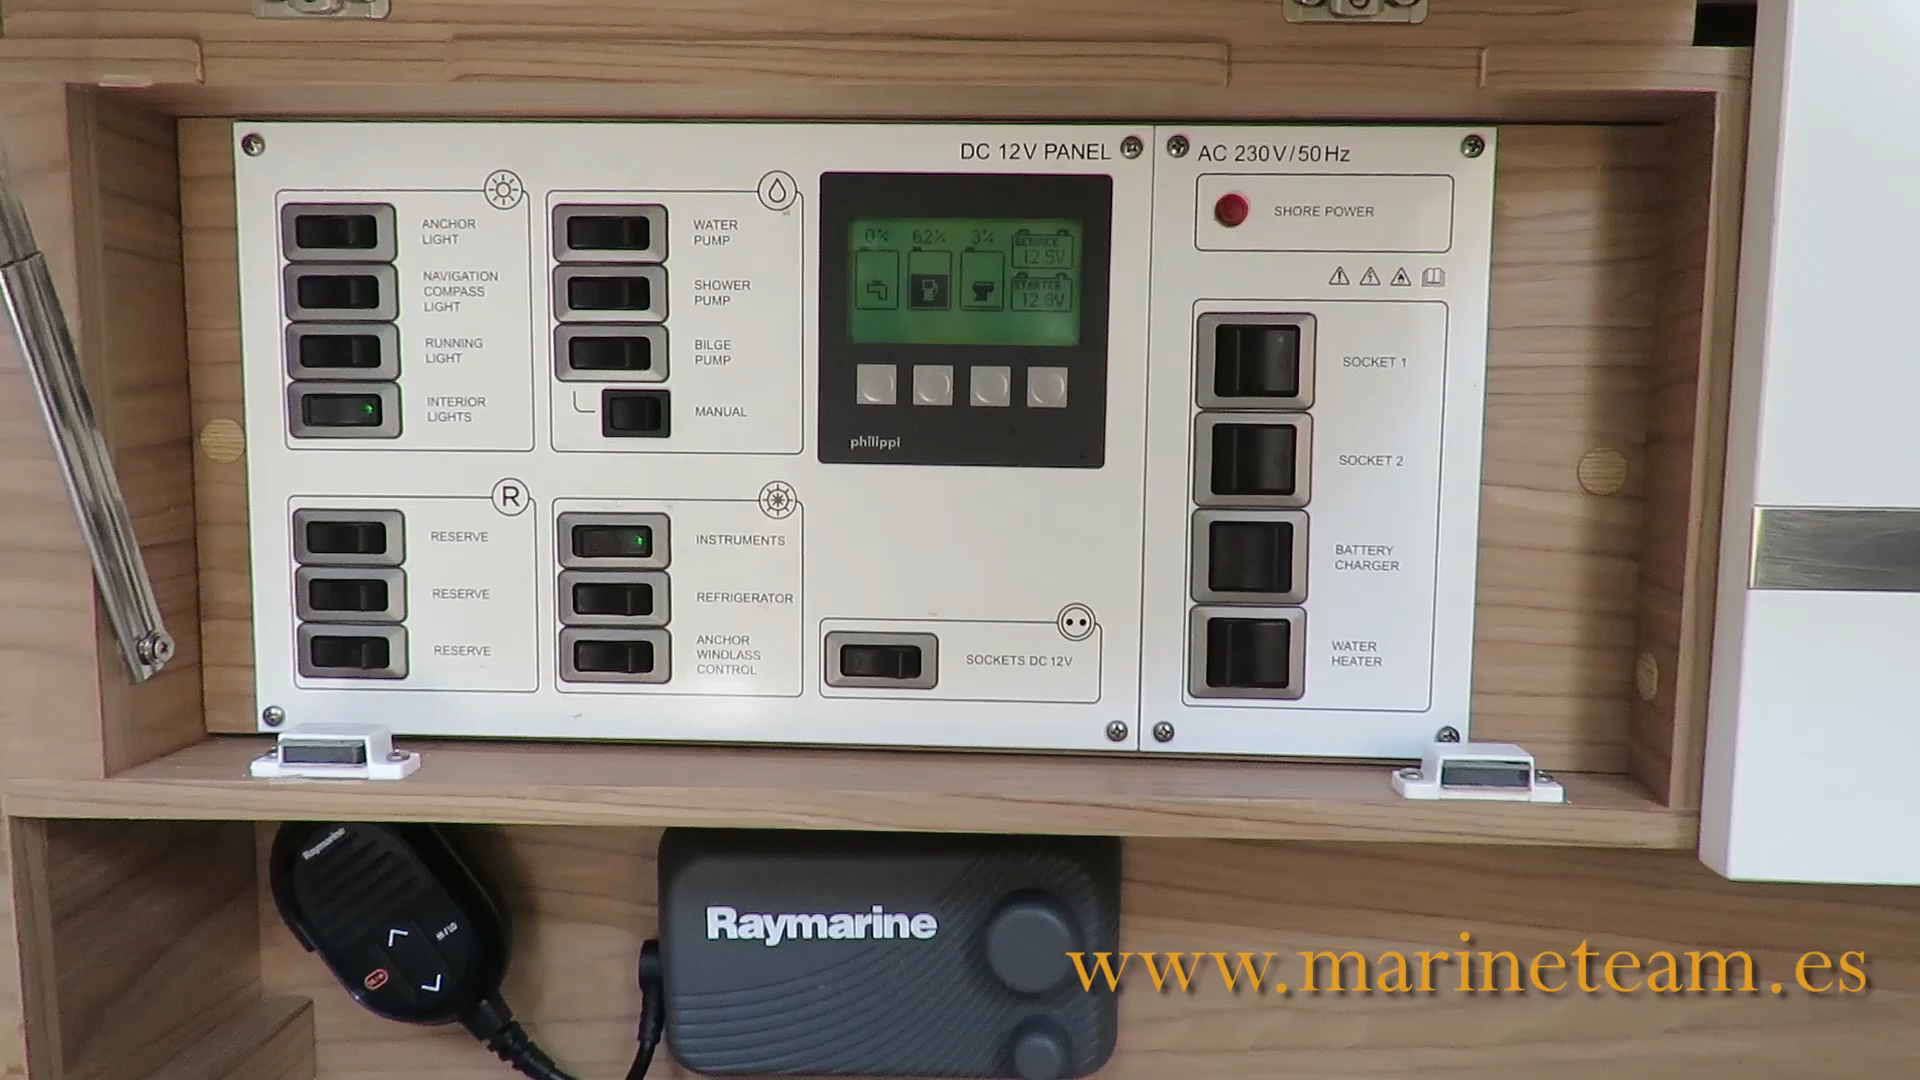 DC 12V PANEL
AC 230V/50Hz
ANCHOR
LIGHT
NAVIGATION
COMPASS
LIGHT
RUNNING
LIGHT
INTERIOR
LIGHTS
WATER
PUMP
SHOWER
PUMP
BILGE
PUMP
MANUAL
0% 62% 3%
SERVICE
12.5V
STARTER
12.8V
philippi
SHORE POWER
SOCKET 1
SOCKET 2
BATTERY
CHARGER
WATER
HEATER
R
RESERVE
RESERVE
RESERVE
INSTRUMENTS
REFRIGERATOR
ANCHOR
WINDLASS
CONTROL
SOCKETS DC 12V
Raymarine
Raymarine
www.marineteam.es